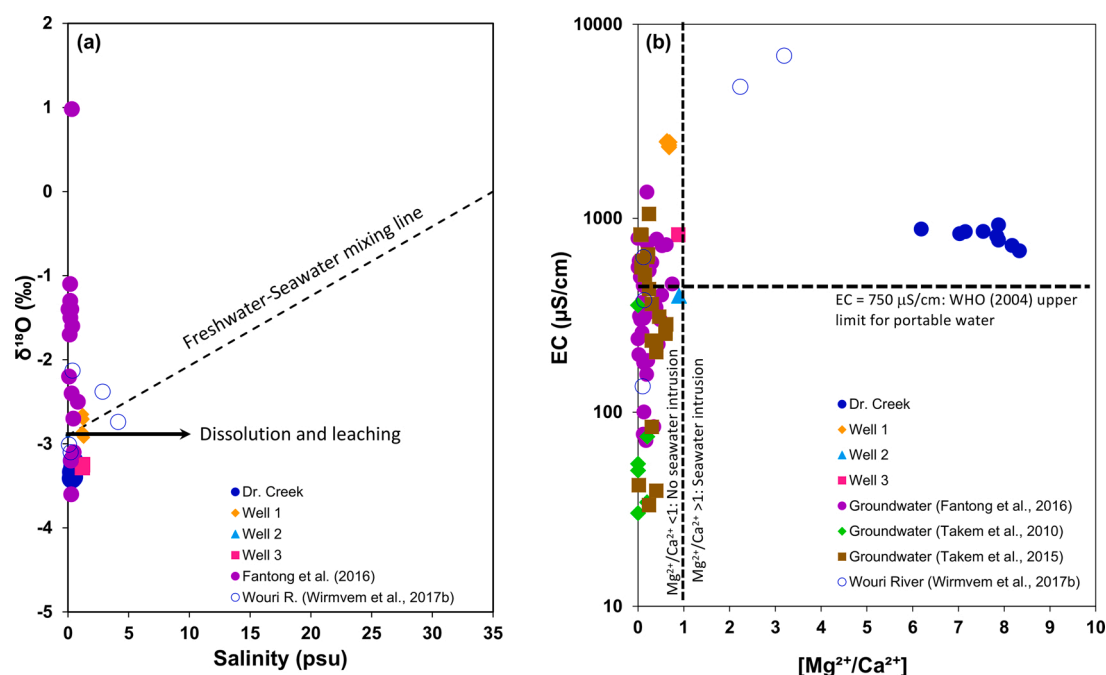 (a)
2
1
0
-1
-2
-3
-4
-5
δ¹⁸O (‰)
0 5 10 15 20 25 30 35
Salinity (psu)
Freshwater-Seawater mixing line
Dissolution and leaching
Dr. Creek
Well 1
Well 2
Well 3
Fantong et al. (2016)
Wouri R. (Wirmvem et al., 2017b)
(b)
10000
1000
100
10
EC (µS/cm)
0 1 2 3 4 5 6 7 8 9 10
[Mg²⁺/Ca²⁺]
Mg²⁺/Ca²⁺ <1: No seawater intrusion
Mg²⁺/Ca²⁺ >1: Seawater intrusion
EC = 750 µS/cm: WHO (2004) upper
limit for portable water
Dr. Creek
Well 1
Well 2
Well 3
Groundwater (Fantong et al., 2016)
Groundwater (Takem et al., 2010)
Groundwater (Takem et al., 2015)
Wouri River (Wirmvem et al., 2017b)